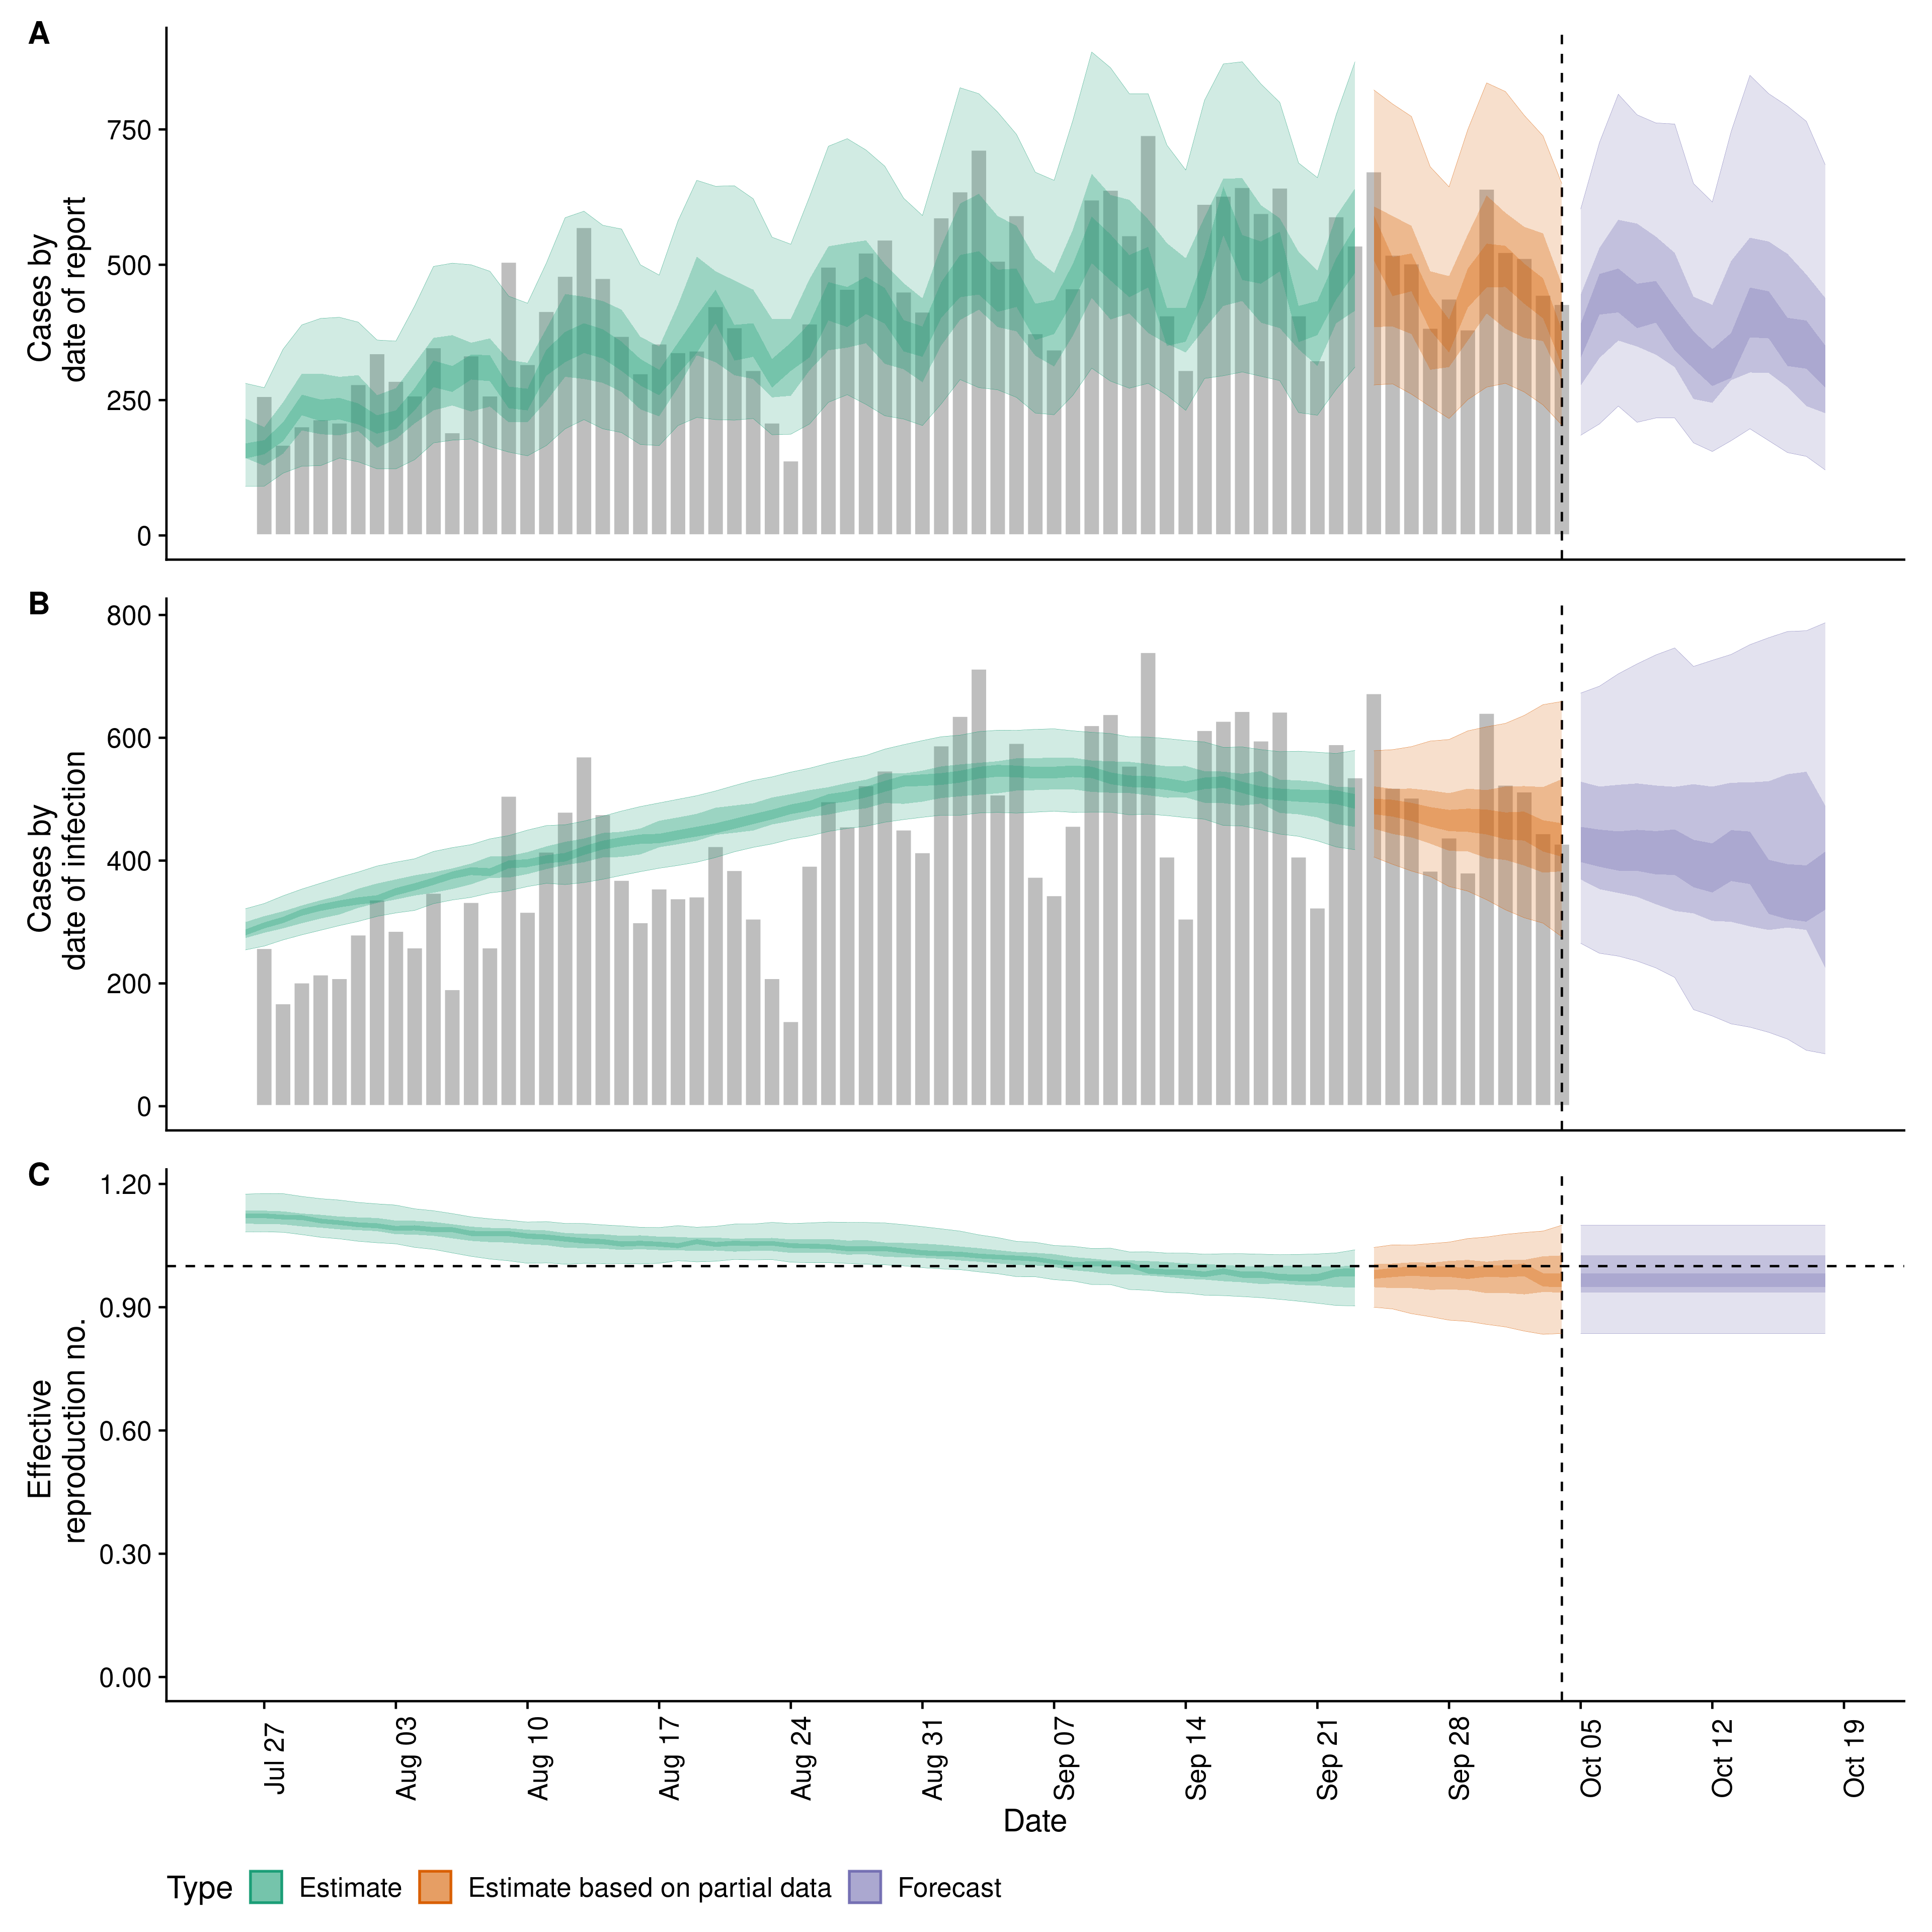 A
Cases by
date of report
750
500
250
0
B
Cases by
date of infection
800
600
400
200
0
C
Effective
reproduction no.
1.20
0.90
0.60
0.30
0.00
Jul 27
Aug 03
Aug 10
Aug 17
Aug 24
Aug 31
Sep 07
Sep 14
Sep 21
Sep 28
Oct 05
Oct 12
Oct 19
Date
Type Estimate Estimate based on partial data Forecast